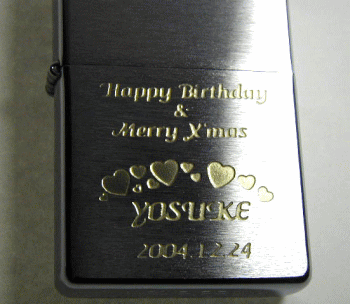 Happy Birthday
&
Merry X'mas
YOSUKE
2004.12.24